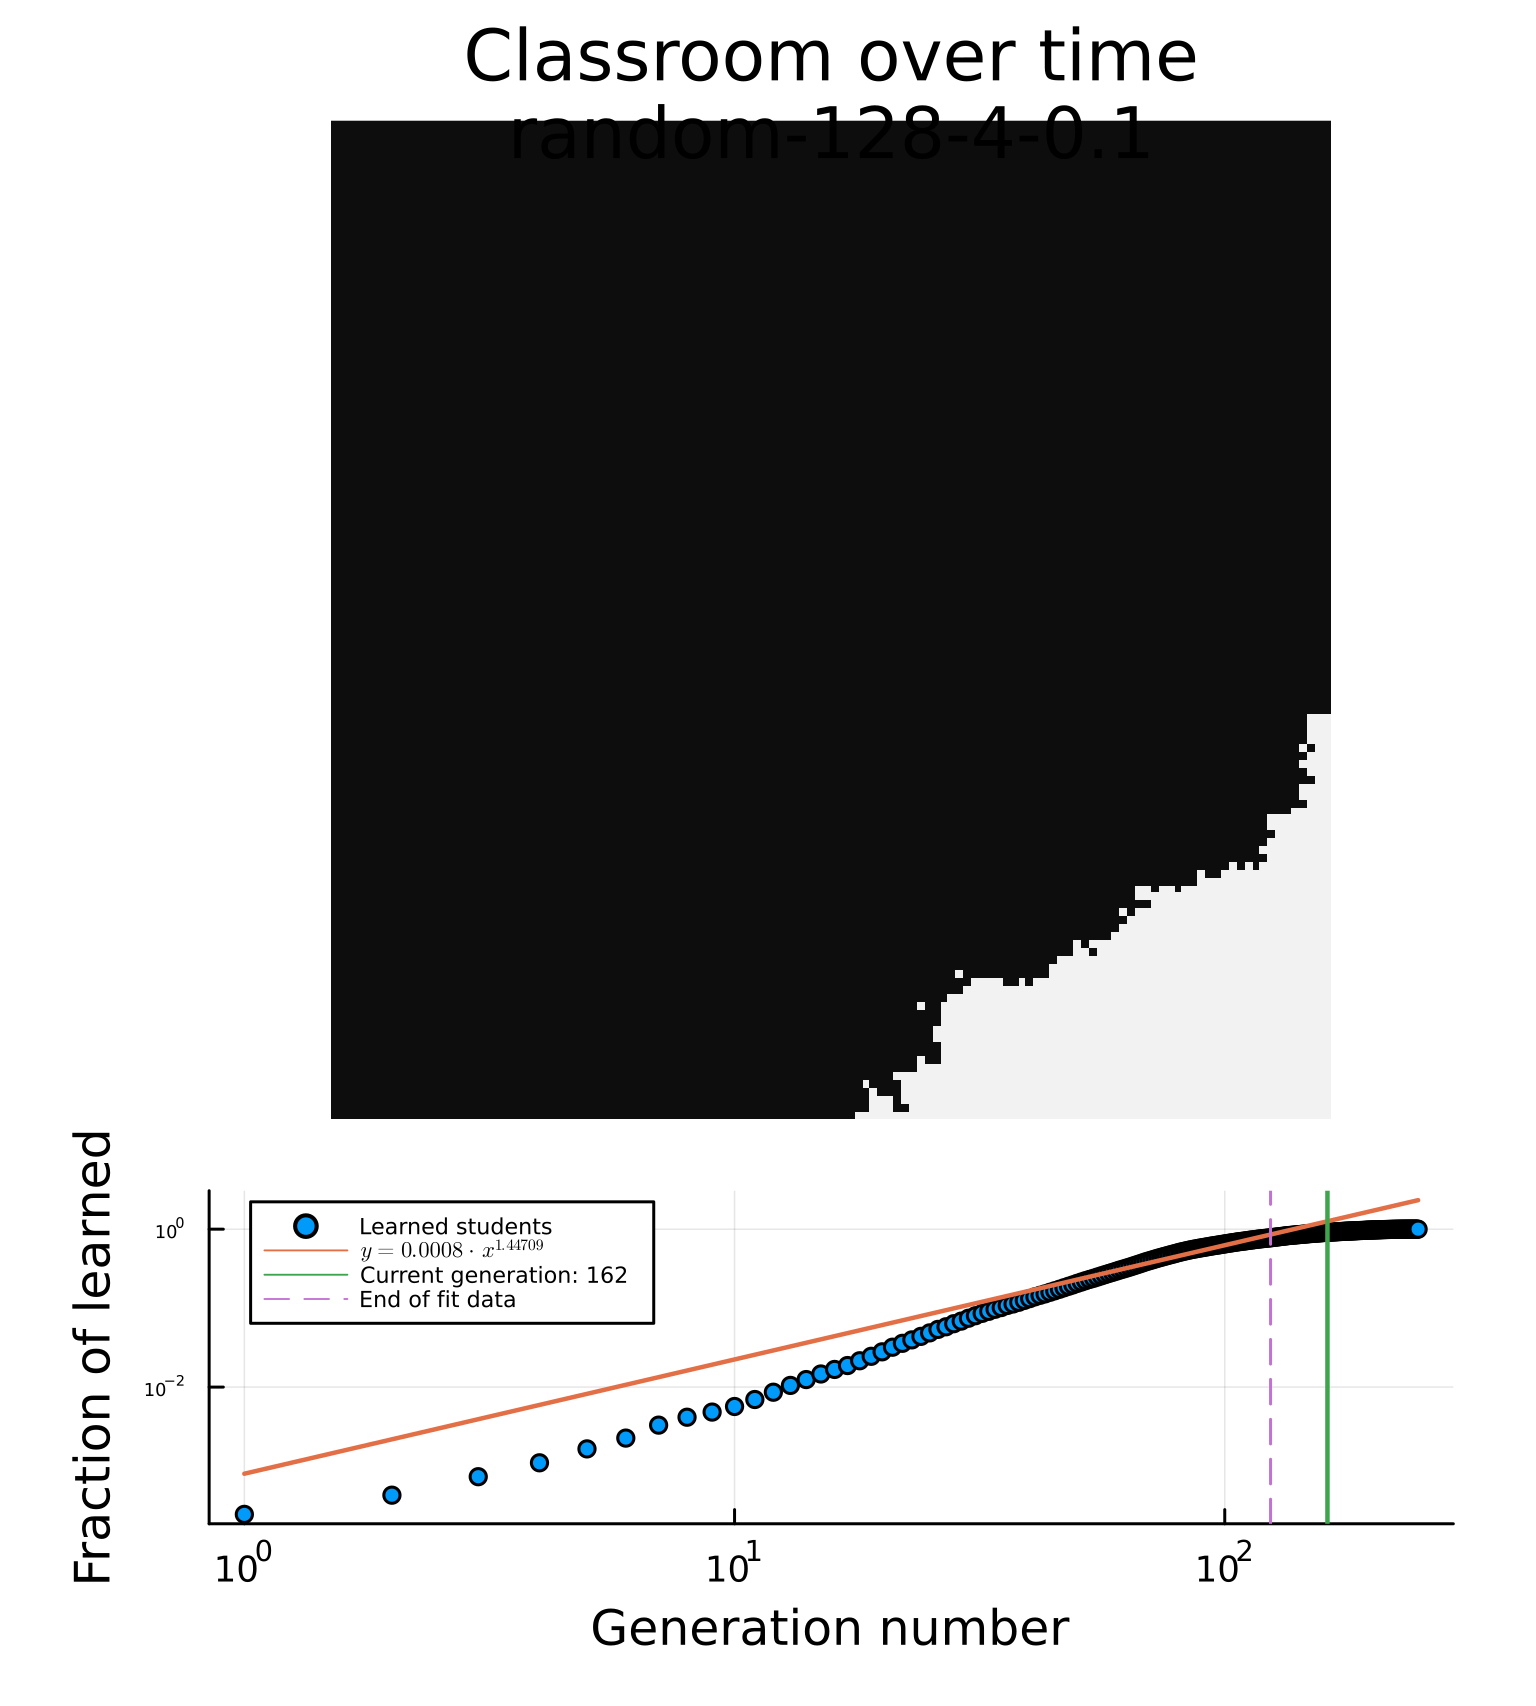 Classroom over time
random-128-4-0.1
Fraction of learned
10^0
10^−2
Learned students
y = 0.0008 · x^1.44709
Current generation: 162
End of fit data
10^0
10^1
10^2
Generation number